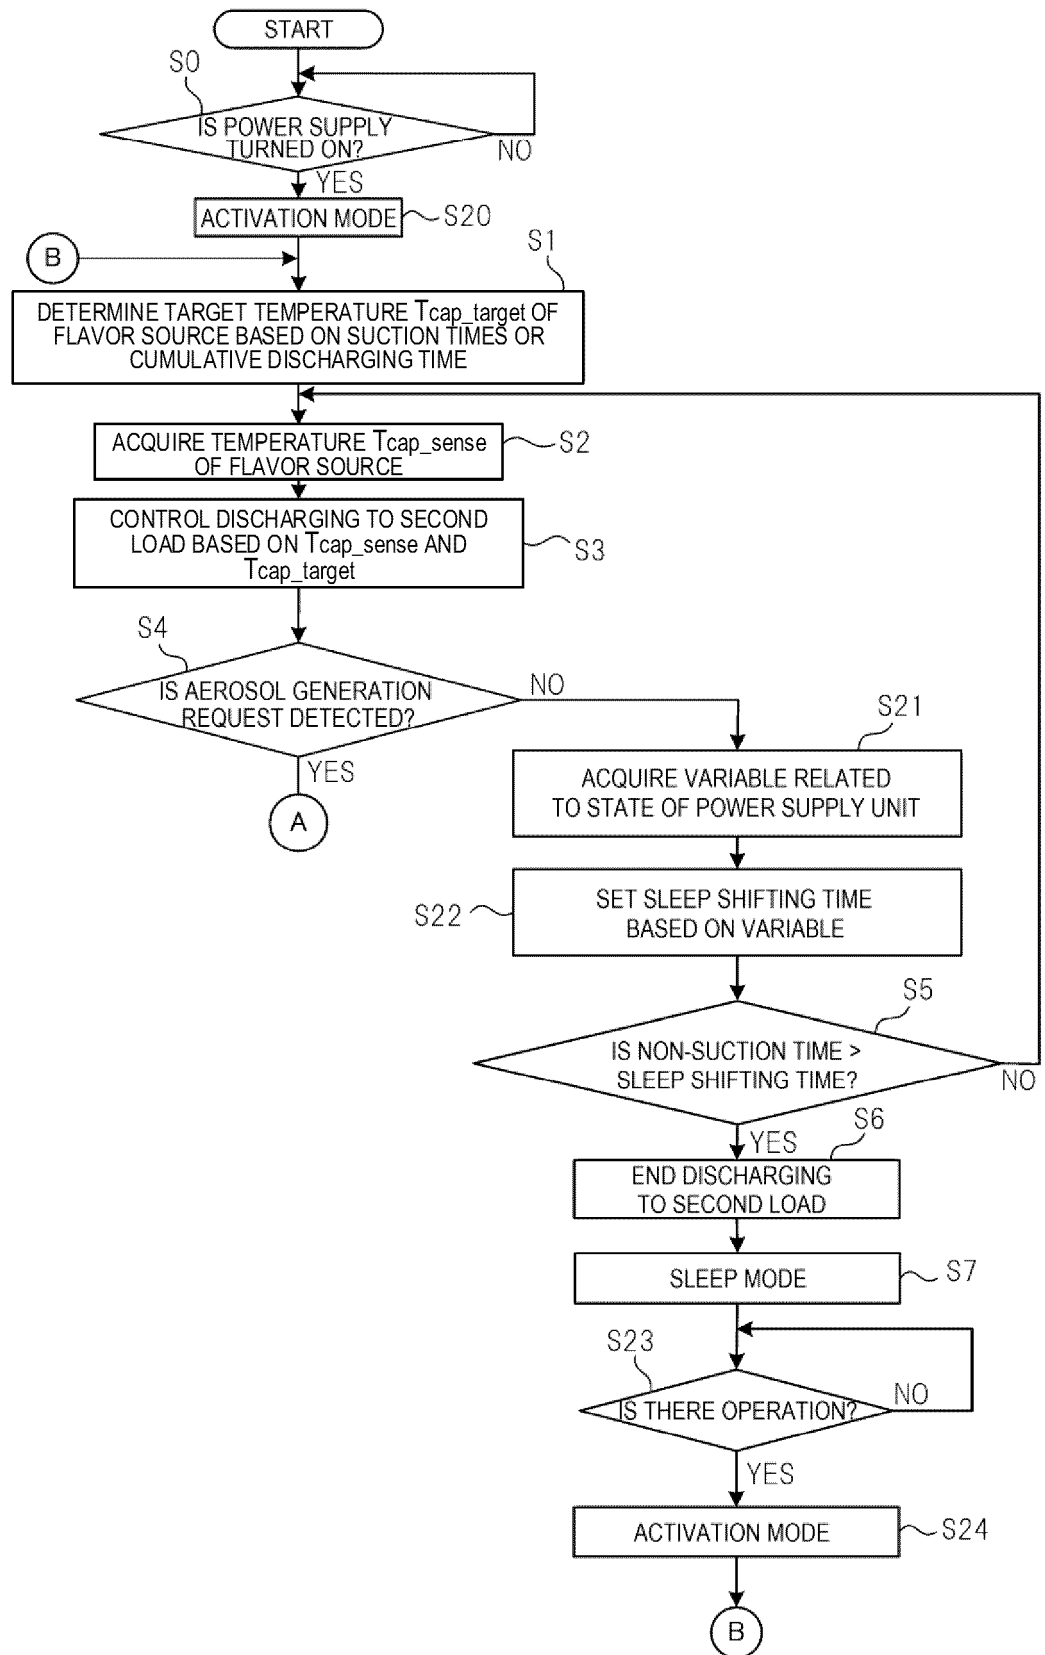 START
S0
IS POWER SUPPLY
TURNED ON?
NO
YES
ACTIVATION MODE
S20
B
S1
DETERMINE TARGET TEMPERATURE Tcap_target OF
FLAVOR SOURCE BASED ON SUCTION TIMES OR
CUMULATIVE DISCHARGING TIME
ACQUIRE TEMPERATURE Tcap_sense
OF FLAVOR SOURCE
S2
CONTROL DISCHARGING TO SECOND
LOAD BASED ON Tcap_sense AND
Tcap_target
S3
S4
IS AEROSOL GENERATION
REQUEST DETECTED?
NO
YES
A
S21
ACQUIRE VARIABLE RELATED
TO STATE OF POWER SUPPLY UNIT
S22
SET SLEEP SHIFTING TIME
BASED ON VARIABLE
S5
IS NON-SUCTION TIME >
SLEEP SHIFTING TIME?
NO
YES
S6
END DISCHARGING
TO SECOND LOAD
SLEEP MODE
S7
S23
IS THERE OPERATION?
NO
YES
ACTIVATION MODE
S24
B